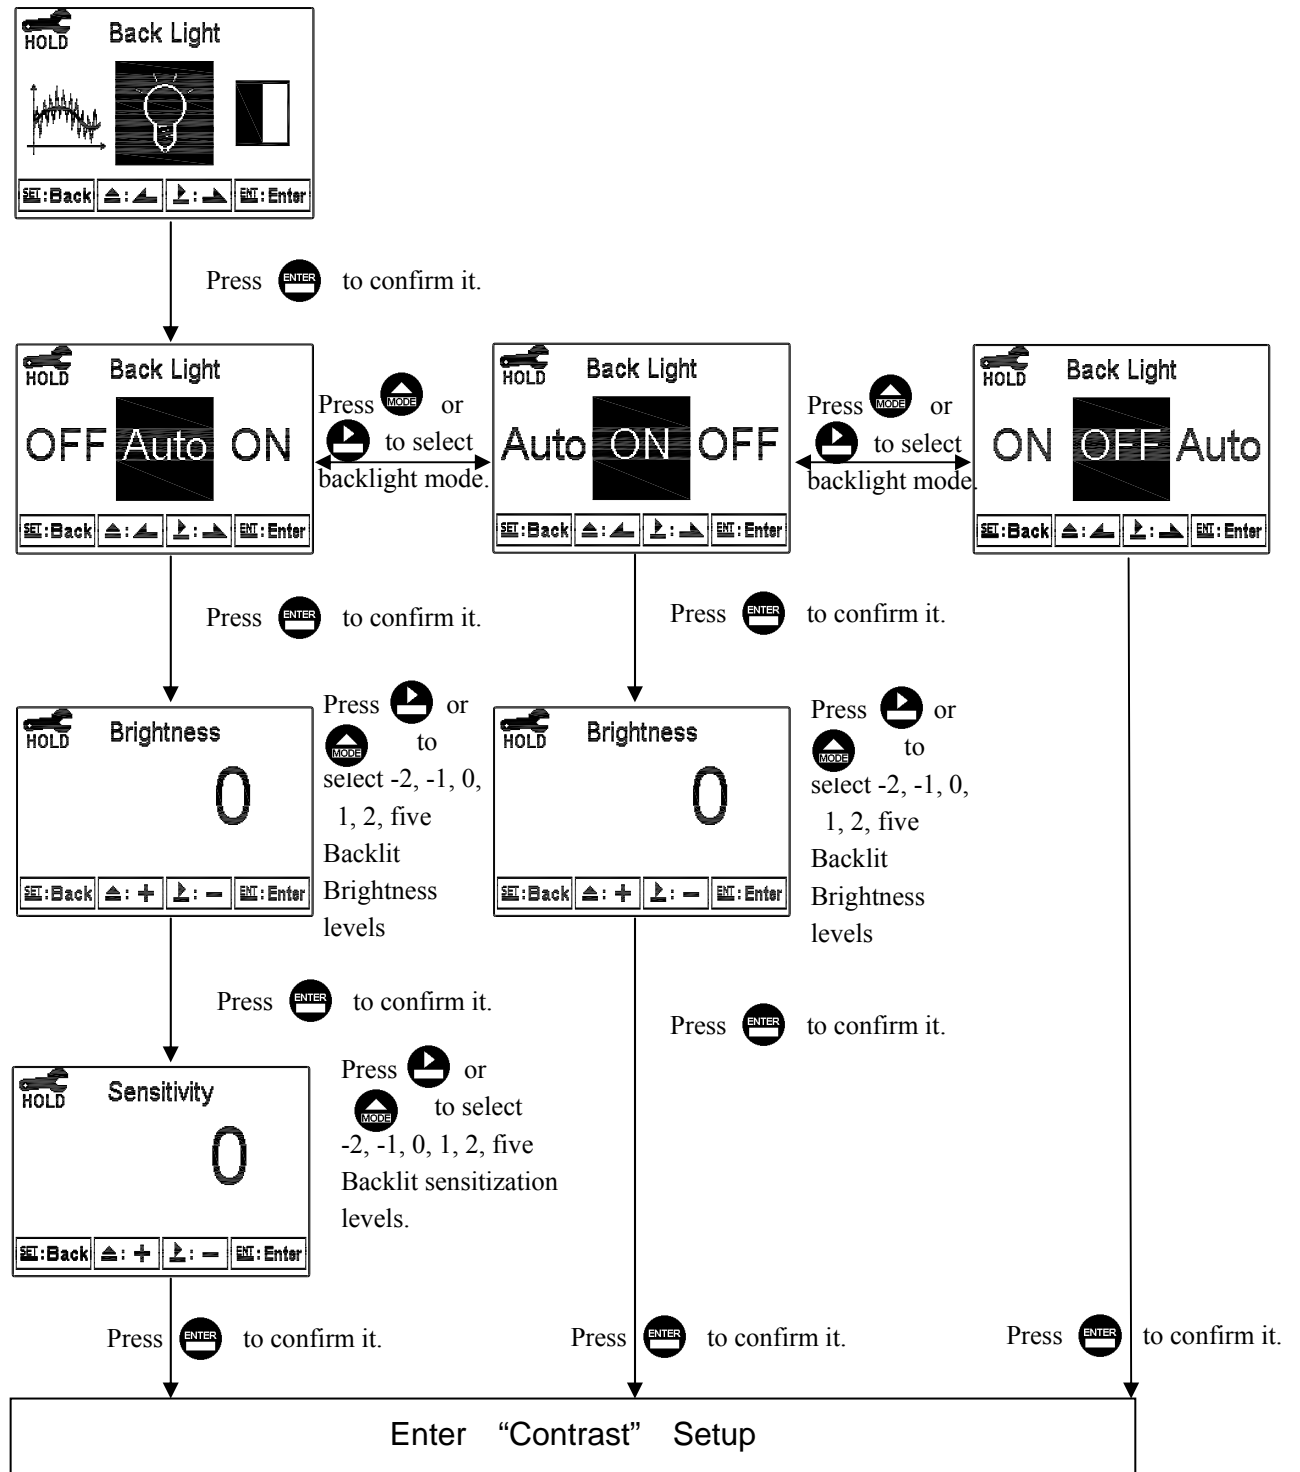 HOLD Back Light
SET:Back ENT:Enter
Press ENTER to confirm it.
HOLD Back Light
OFF Auto ON
SET:Back ENT:Enter
Press MODE or
to select
backlight mode.
HOLD Back Light
Auto ON OFF
SET:Back ENT:Enter
Press MODE or
to select
backlight mode.
HOLD Back Light
ON OFF Auto
SET:Back ENT:Enter
Press ENTER to confirm it.
Press ENTER to confirm it.
HOLD Brightness
0
SET:Back : + : - ENT:Enter
Press or
MODE to
select -2, -1, 0,
1, 2, five
Backlit
Brightness
levels
HOLD Brightness
0
SET:Back : + : - ENT:Enter
Press or
MODE to
select -2, -1, 0,
1, 2, five
Backlit
Brightness
levels
Press ENTER to confirm it.
Press ENTER to confirm it.
HOLD Sensitivity
0
SET:Back : + : - ENT:Enter
Press or
MODE to select
-2, -1, 0, 1, 2, five
Backlit sensitization
levels.
Press ENTER to confirm it.
Press ENTER to confirm it.
Press ENTER to confirm it.
Enter “Contrast” Setup